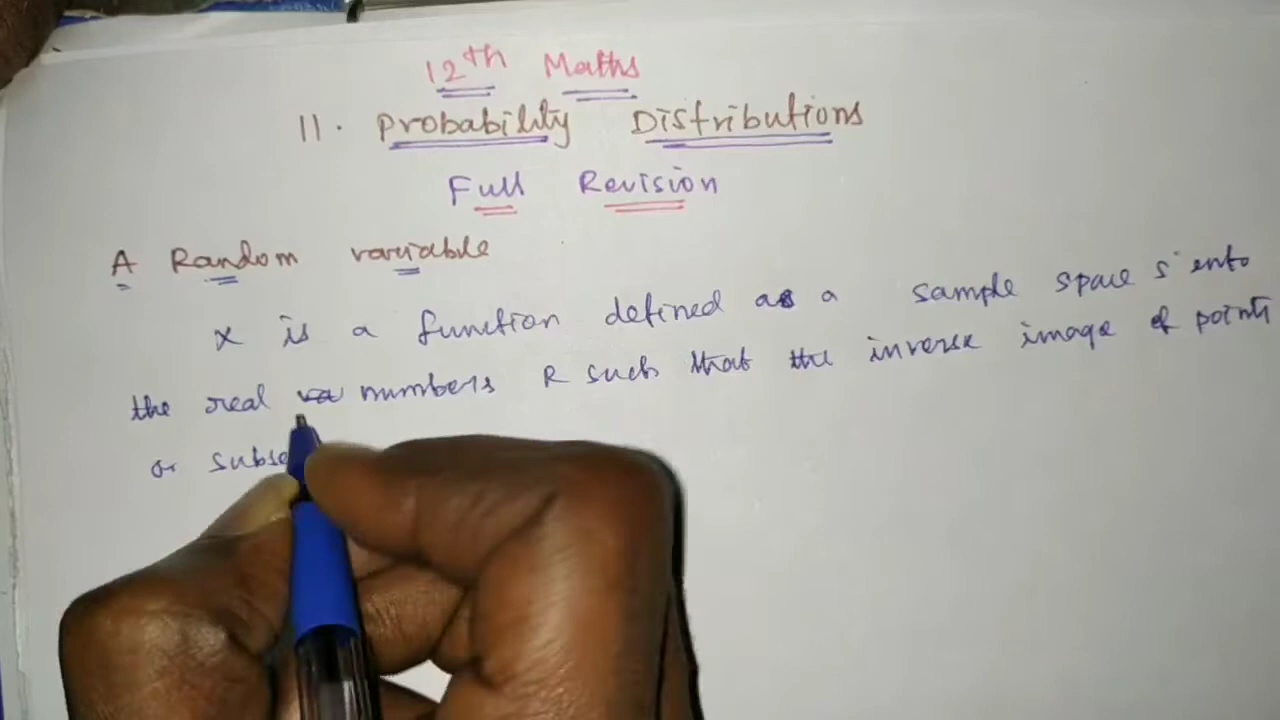 12th Maths
11. Probability Distributions
Full Revision
A Random variable
X is a function defined as a sample space S into
the real numbers R such that the inverse image of points
or subse